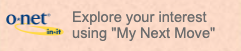 o·net
in-it
Explore your interest
using "My Next Move"